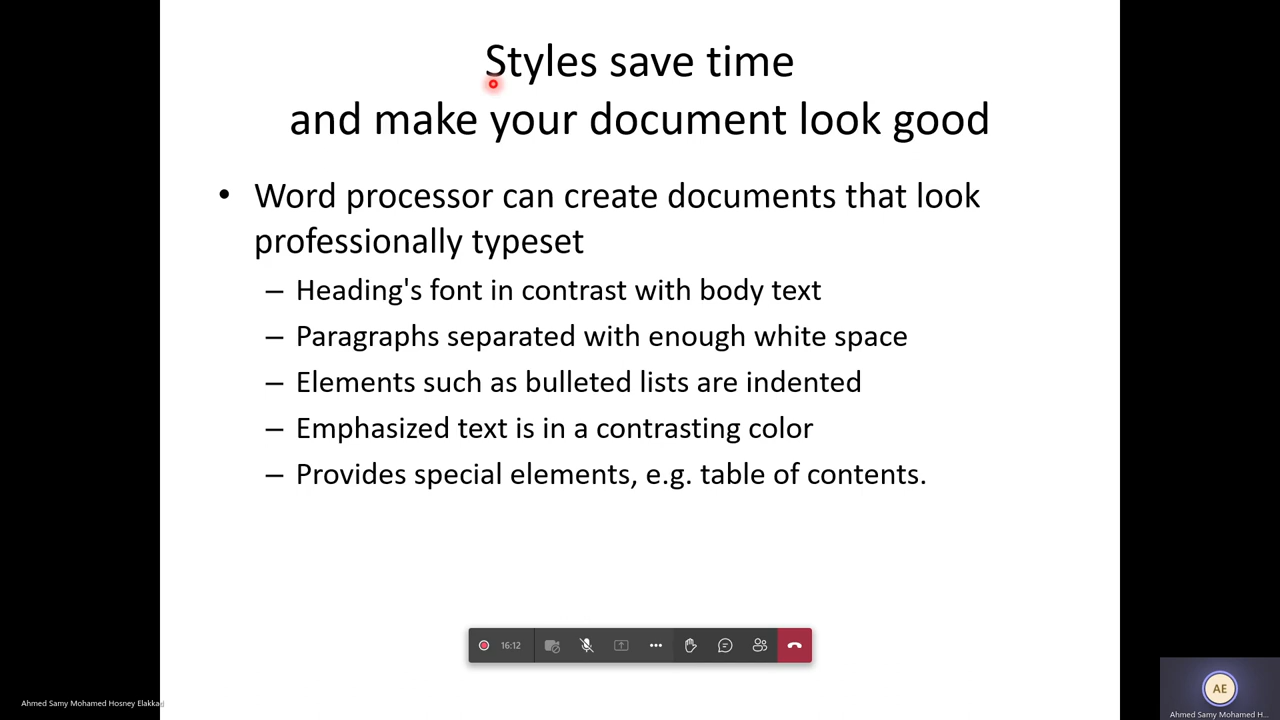 Styles save time
and make your document look good
• Word processor can create documents that look
professionally typeset
– Heading's font in contrast with body text
– Paragraphs separated with enough white space
– Elements such as bulleted lists are indented
– Emphasized text is in a contrasting color
– Provides special elements, e.g. table of contents.
16:12
AE
Ahmed Samy Mohamed Hosney Elakkad
Ahmed Samy Mohamed H...